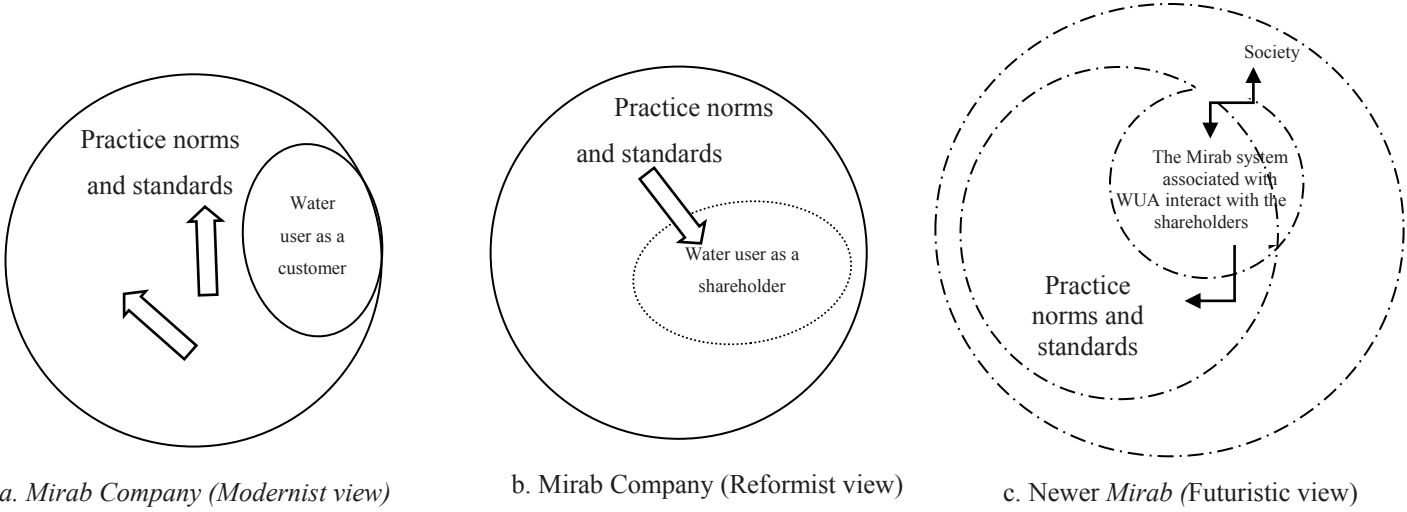 Practice norms
and standards
Water
user as a
customer
a. Mirab Company (Modernist view)
Practice norms
and standards
Water user as a
shareholder
b. Mirab Company (Reformist view)
Society
The Mirab system
associated with
WUA interact with the
shareholders
Practice
norms and
standards
c. Newer Mirab (Futuristic view)